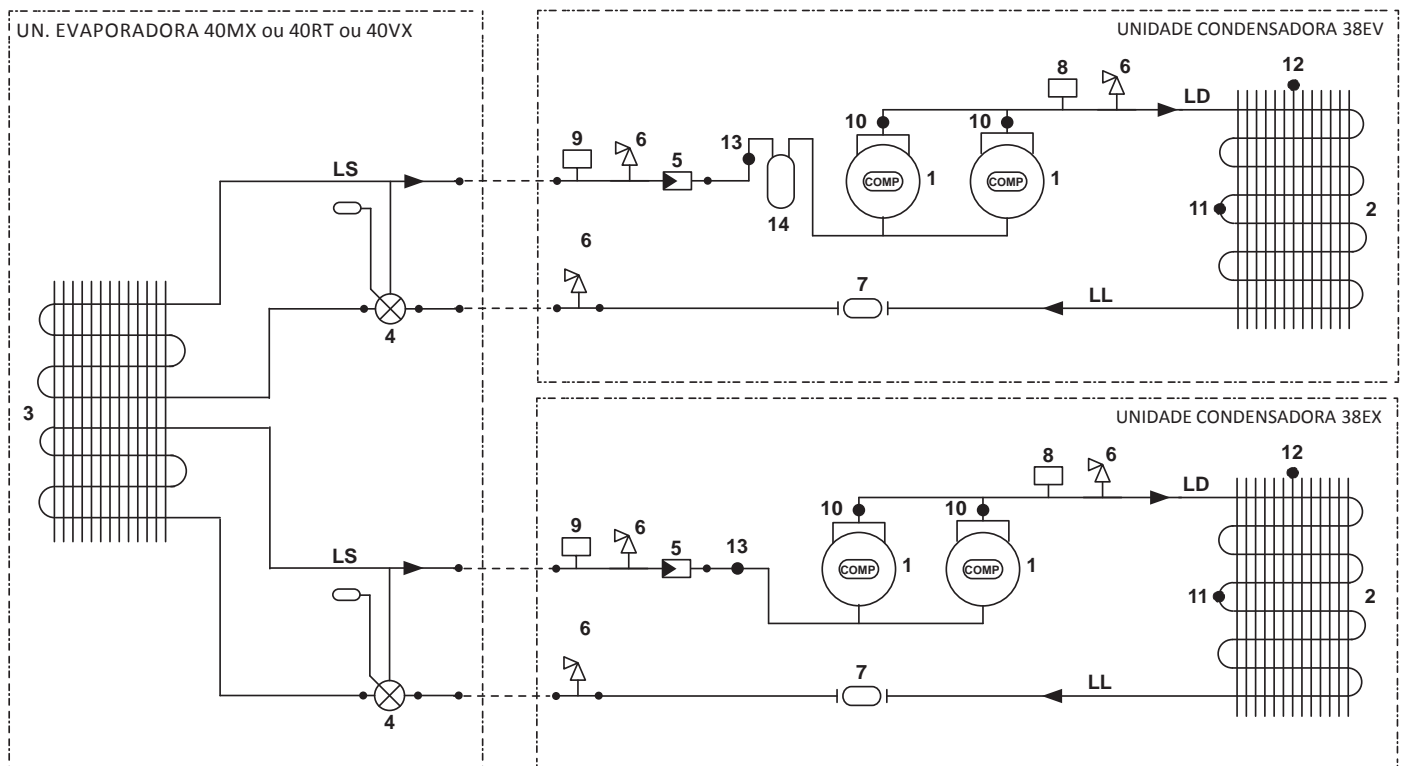 UN. EVAPORADORA 40MX ou 40RT ou 40VX
UNIDADE CONDENSADORA 38EV
8
6
12
LD
10
10
9
6
5
13
LS
COMP
1
COMP
1
14
11
2
6
7
LL
4
3
UNIDADE CONDENSADORA 38EX
8
6
12
LD
10
10
9
6
5
13
LS
COMP
1
COMP
1
11
2
6
7
LL
4